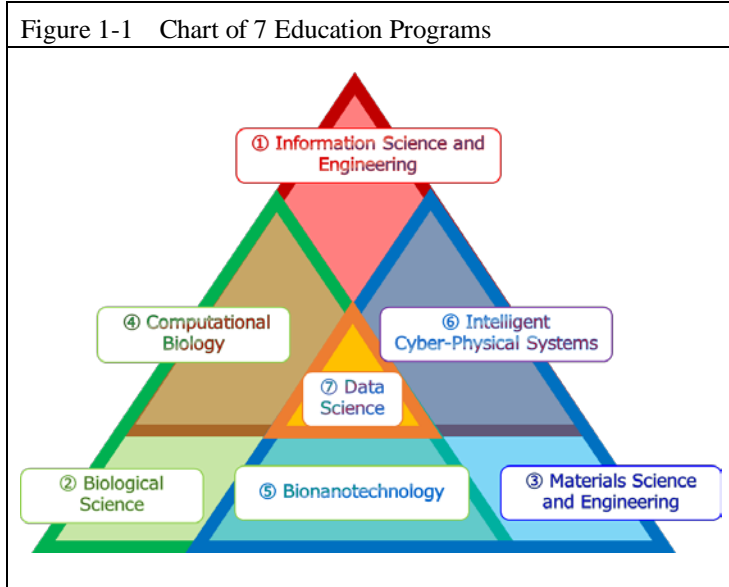 Figure 1-1 Chart of 7 Education Programs
① Information Science and
Engineering
④ Computational
Biology
⑥ Intelligent
Cyber-Physical Systems
⑦ Data
Science
② Biological
Science
⑤ Bionanotechnology
③ Materials Science
and Engineering